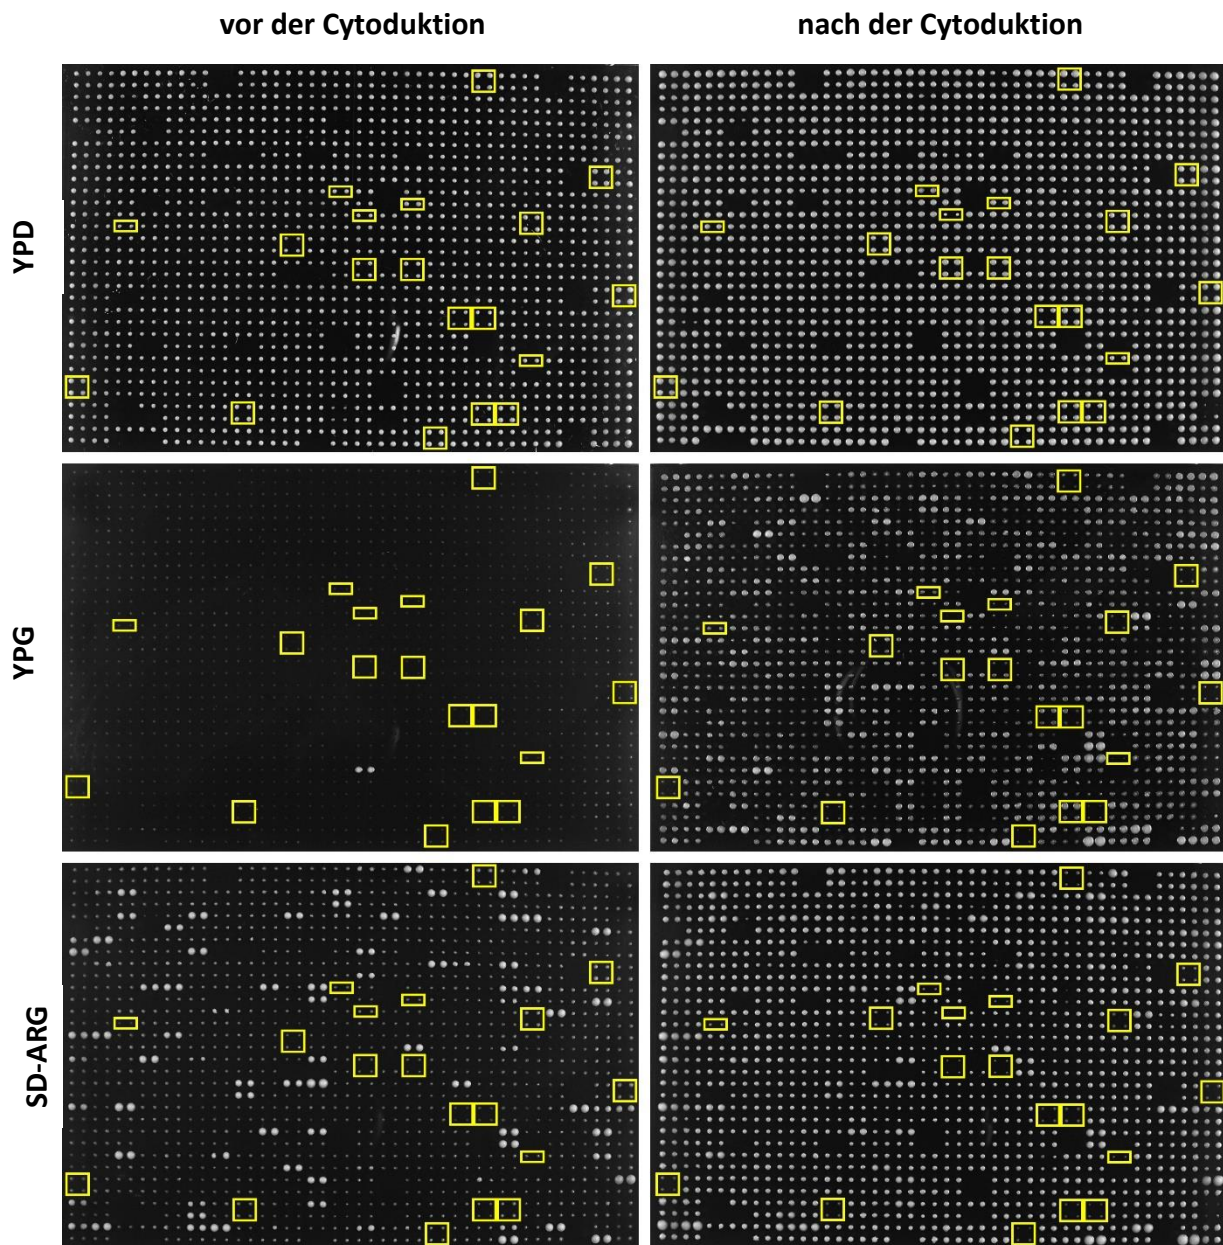 vor der Cytoduktion
nach der Cytoduktion
YPD
YPG
SD-ARG